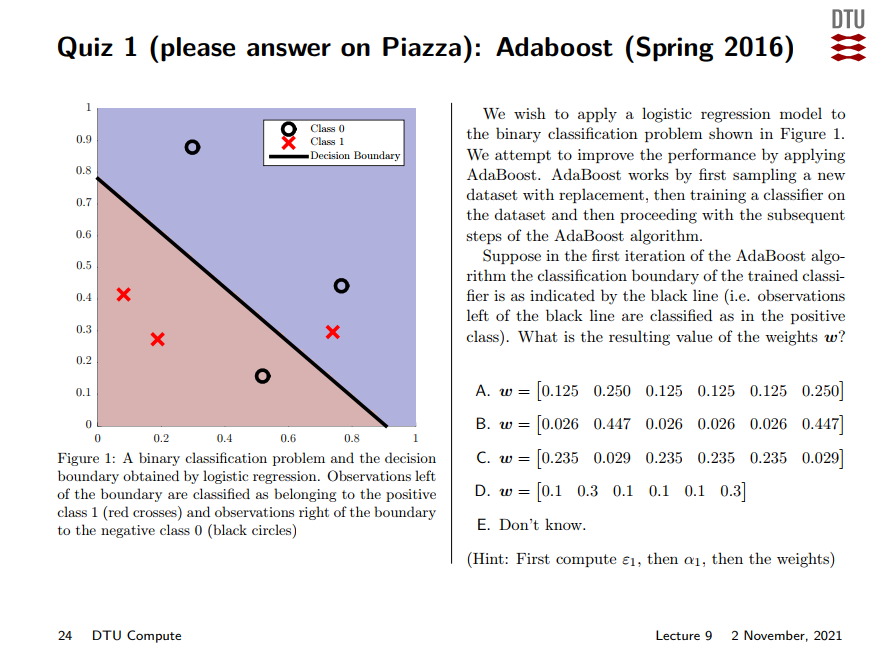 DTU
Quiz 1 (please answer on Piazza): Adaboost (Spring 2016)
1
0.9
0.8
0.7
0.6
0.5
0.4
0.3
0.2
0.1
0
0 0.2 0.4 0.6 0.8 1
Class 0
Class 1
Decision Boundary
Figure 1: A binary classification problem and the decision
boundary obtained by logistic regression. Observations left
of the boundary are classified as belonging to the positive
class 1 (red crosses) and observations right of the boundary
to the negative class 0 (black circles)
We wish to apply a logistic regression model to
the binary classification problem shown in Figure 1.
We attempt to improve the performance by applying
AdaBoost. AdaBoost works by first sampling a new
dataset with replacement, then training a classifier on
the dataset and then proceeding with the subsequent
steps of the AdaBoost algorithm.
Suppose in the first iteration of the AdaBoost algo-
rithm the classification boundary of the trained classi-
fier is as indicated by the black line (i.e. observations
left of the black line are classified as in the positive
class). What is the resulting value of the weights w?
A. w = [0.125 0.250 0.125 0.125 0.125 0.250]
B. w = [0.026 0.447 0.026 0.026 0.026 0.447]
C. w = [0.235 0.029 0.235 0.235 0.235 0.029]
D. w = [0.1 0.3 0.1 0.1 0.1 0.3]
E. Don't know.
(Hint: First compute ε₁, then α₁, then the weights)
24 DTU Compute
Lecture 9 2 November, 2021